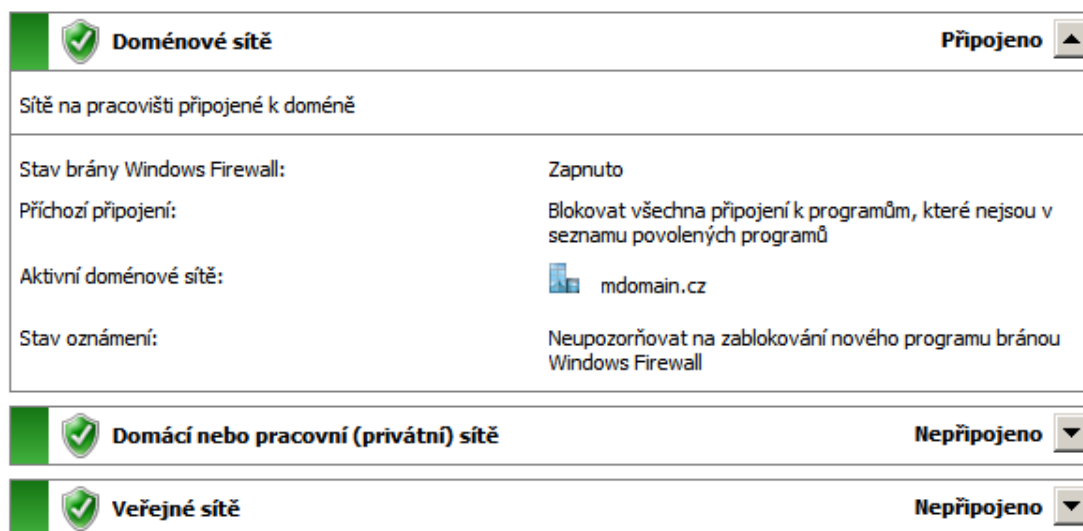 Doménové sítě Připojeno
Sítě na pracovišti připojené k doméně
Stav brány Windows Firewall: Zapnuto
Příchozí připojení: Blokovat všechna připojení k programům, které nejsou v
seznamu povolených programů
Aktivní doménové sítě: mdomain.cz
Stav oznámení: Neupozorňovat na zablokování nového programu bránou
Windows Firewall
Domácí nebo pracovní (privátní) sítě Nepřipojeno
Veřejné sítě Nepřipojeno